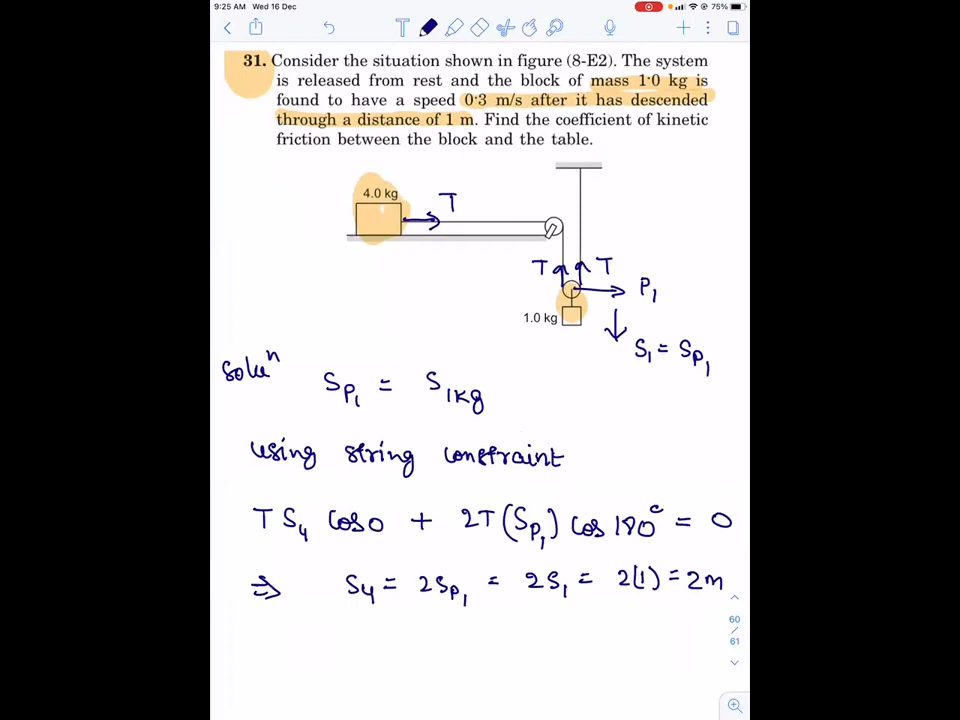 9:25 AM Wed 16 Dec
75%
31. Consider the situation shown in figure (8-E2). The system
is released from rest and the block of mass 1·0 kg is
found to have a speed 0·3 m/s after it has descended
through a distance of 1 m. Find the coefficient of kinetic
friction between the block and the table.
4.0 kg
T
T T
P₁
1.0 kg
S₁ = Sp₁
Soluⁿ
Sp₁ = S1kg
using string constraint
T S₄ cos0 + 2T(Sp₁) cos 180° = 0
⇒ S₄ = 2Sp₁ = 2S₁ = 2(1) = 2m
60
/
61